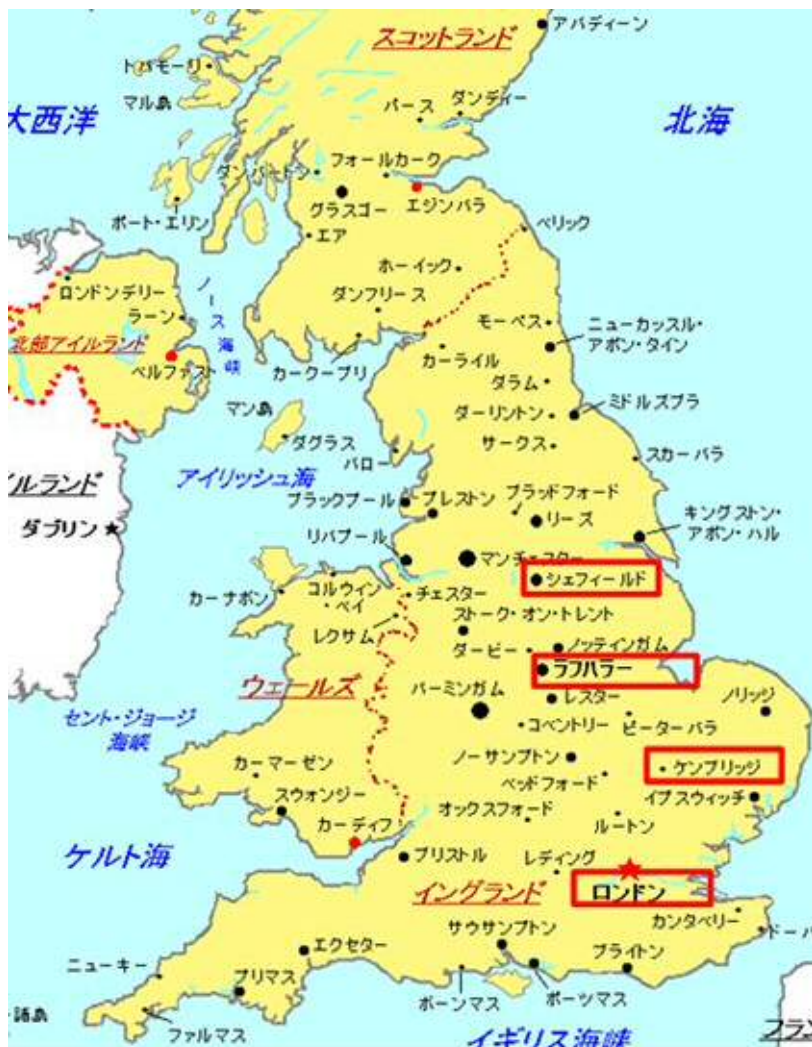 アバディーン
スコットランド
トバモーリ
マル島
大西洋
パース
ダンディー
北海
フォールカーク
ダンバートン
グラスゴー
エジンバラ
ポート・エリン
エア
ベリック
ホーイック
ロンドンデリー
ノース海峡
ダンフリース
ラーン
モーペス
ニューカッスル・
アポン・タイン
北部アイルランド
カーライル
カークーブリ
ベルファスト
ダラム
マン島
ダーリントン
ミドルズブラ
ダグラス
サークス
スカーバラ
バロー
アイリッシュ海
イルランド
ブラックプール
プレストン
ブラッドフォード
リーズ
キングストン・
アポン・ハル
ダブリン
リバプール
マンチェスター
シェフィールド
カーナボン
コルウィン
ベイ
チェスター
ストーク・オン・トレント
レクサム
ダービー
ノッティンガム
ラフハラー
ウェールズ
バーミンガム
レスター
ノリッジ
セント・ジョージ
海峡
コベントリー
ピーターバラ
カーマーゼン
ノーサンプトン
ケンブリッジ
ベッドフォード
スウォンジー
イプスウィッチ
オックスフォード
ルートン
カーディフ
ケルト海
ブリストル
レディング
イングランド
ロンドン
カンタベリー
サウサンプトン
ドーバ
エクセター
ブライトン
ニューキー
プリマス
ボーンマス
ポーツマス
諸島
ファルマス
イギリス海峡
フラン